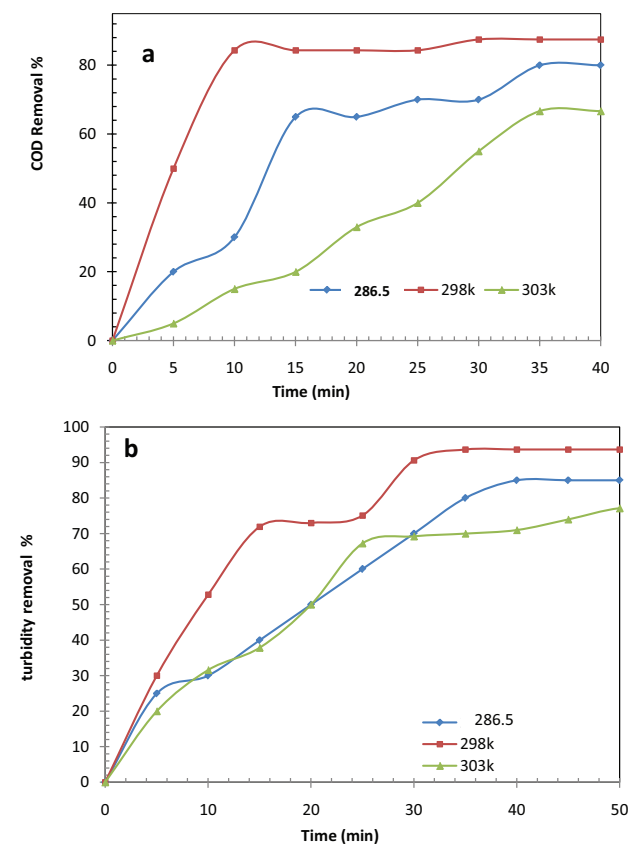 a
COD Removal %
80
60
40
20
0
286.5 298k 303k
0 5 10 15 20 25 30 35 40
Time (min)
b
turbidity removal %
100
90
80
70
60
50
40
30
20
10
0
286.5
298k
303k
0 10 20 30 40 50
Time (min)